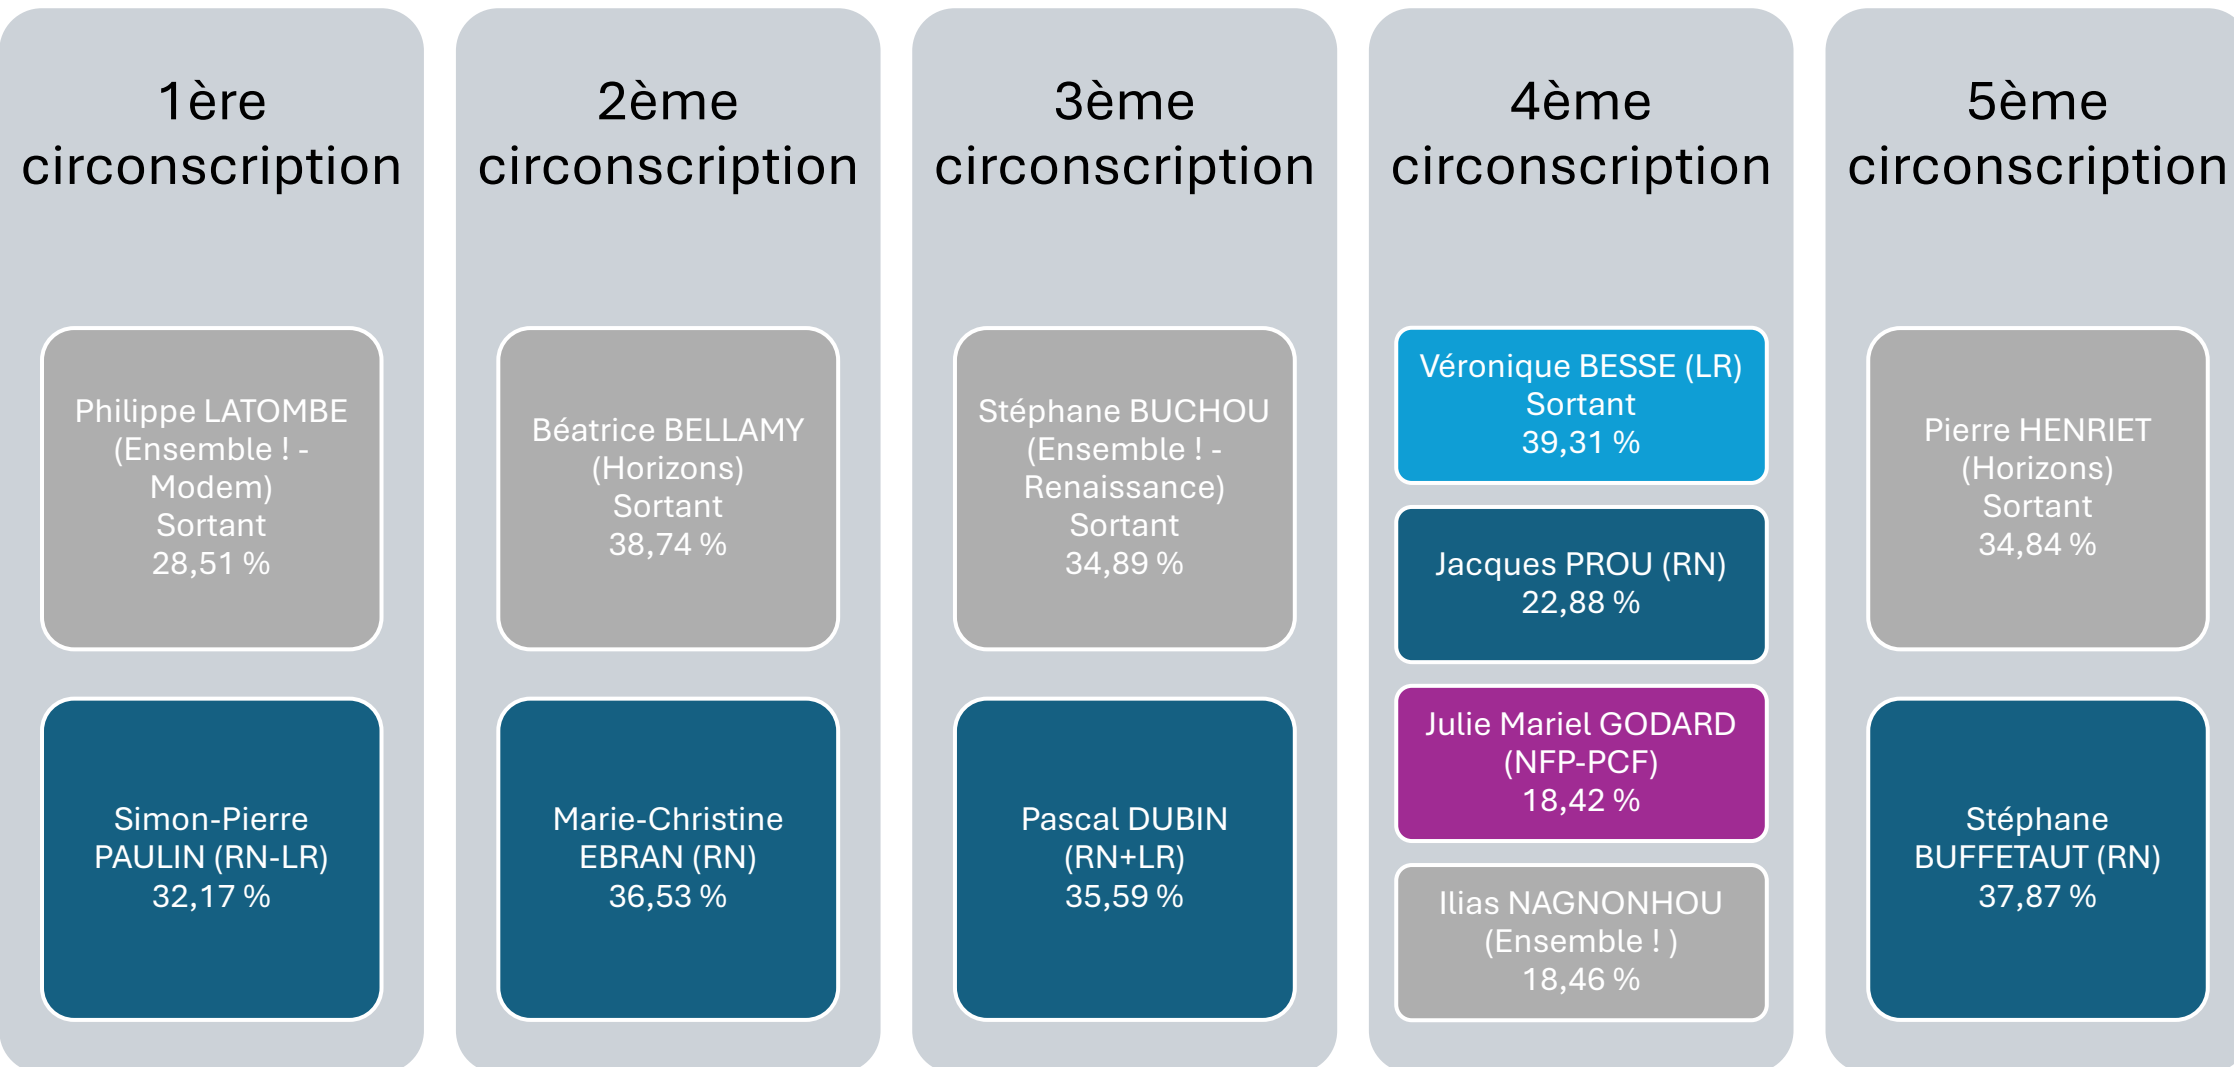 1ère
circonscription
Philippe LATOMBE
(Ensemble ! -
Modem)
Sortant
28,51 %
Simon-Pierre
PAULIN (RN-LR)
32,17 %
2ème
circonscription
Béatrice BELLAMY
(Horizons)
Sortant
38,74 %
Marie-Christine
EBRAN (RN)
36,53 %
3ème
circonscription
Stéphane BUCHOU
(Ensemble ! -
Renaissance)
Sortant
34,89 %
Pascal DUBIN
(RN+LR)
35,59 %
4ème
circonscription
Véronique BESSE (LR)
Sortant
39,31 %
Jacques PROU (RN)
22,88 %
Julie Mariel GODARD
(NFP-PCF)
18,42 %
Ilias NAGNONHOU
(Ensemble ! )
18,46 %
5ème
circonscription
Pierre HENRIET
(Horizons)
Sortant
34,84 %
Stéphane
BUFFETAUT (RN)
37,87 %